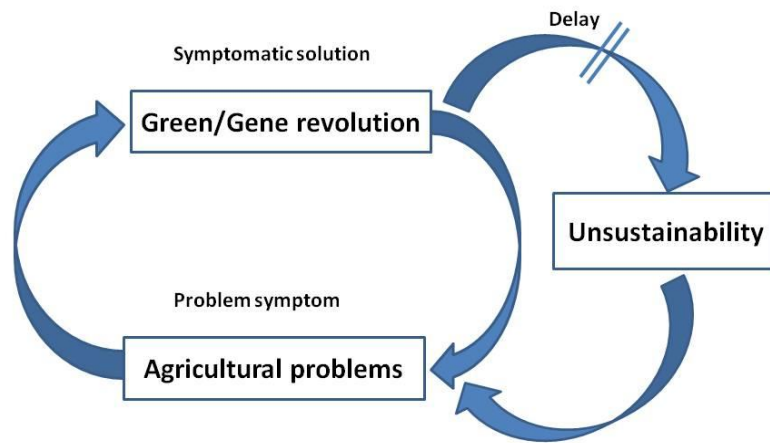 Delay
Symptomatic solution
Green/Gene revolution
Unsustainability
Problem symptom
Agricultural problems